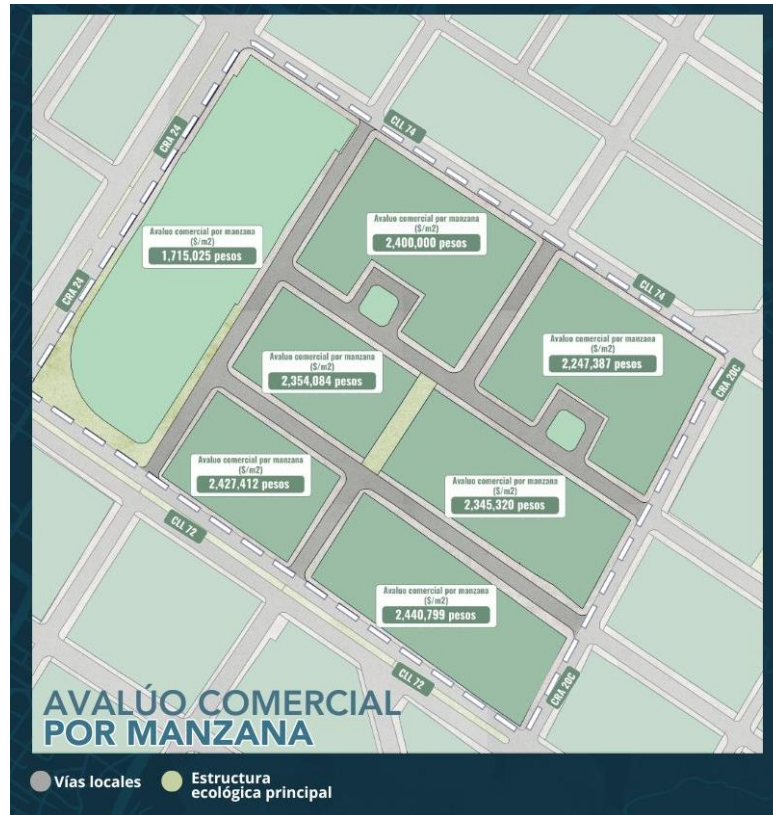 CLL 74
CRA 24
Avaluo comercial por manzana
($/m2)
2,400,000 pesos
Avaluo comercial por manzana
($/m2)
1,715,025 pesos
CRA 24
CLL 74
Avaluo comercial por manzana
($/m2)
2,247,387 pesos
Avaluo comercial por manzana
($/m2)
2,354,084 pesos
CRA 20C
Avaluo comercial por manzana
($/m2)
2,427,412 pesos
Avaluo comercial por manzana
($/m2)
2,345,320 pesos
CLL 72
Avaluo comercial por manzana
($/m2)
2,440,799 pesos
CLL 72
CRA 20C
AVALÚO COMERCIAL
POR MANZANA
Vías locales
Estructura
ecológica principal